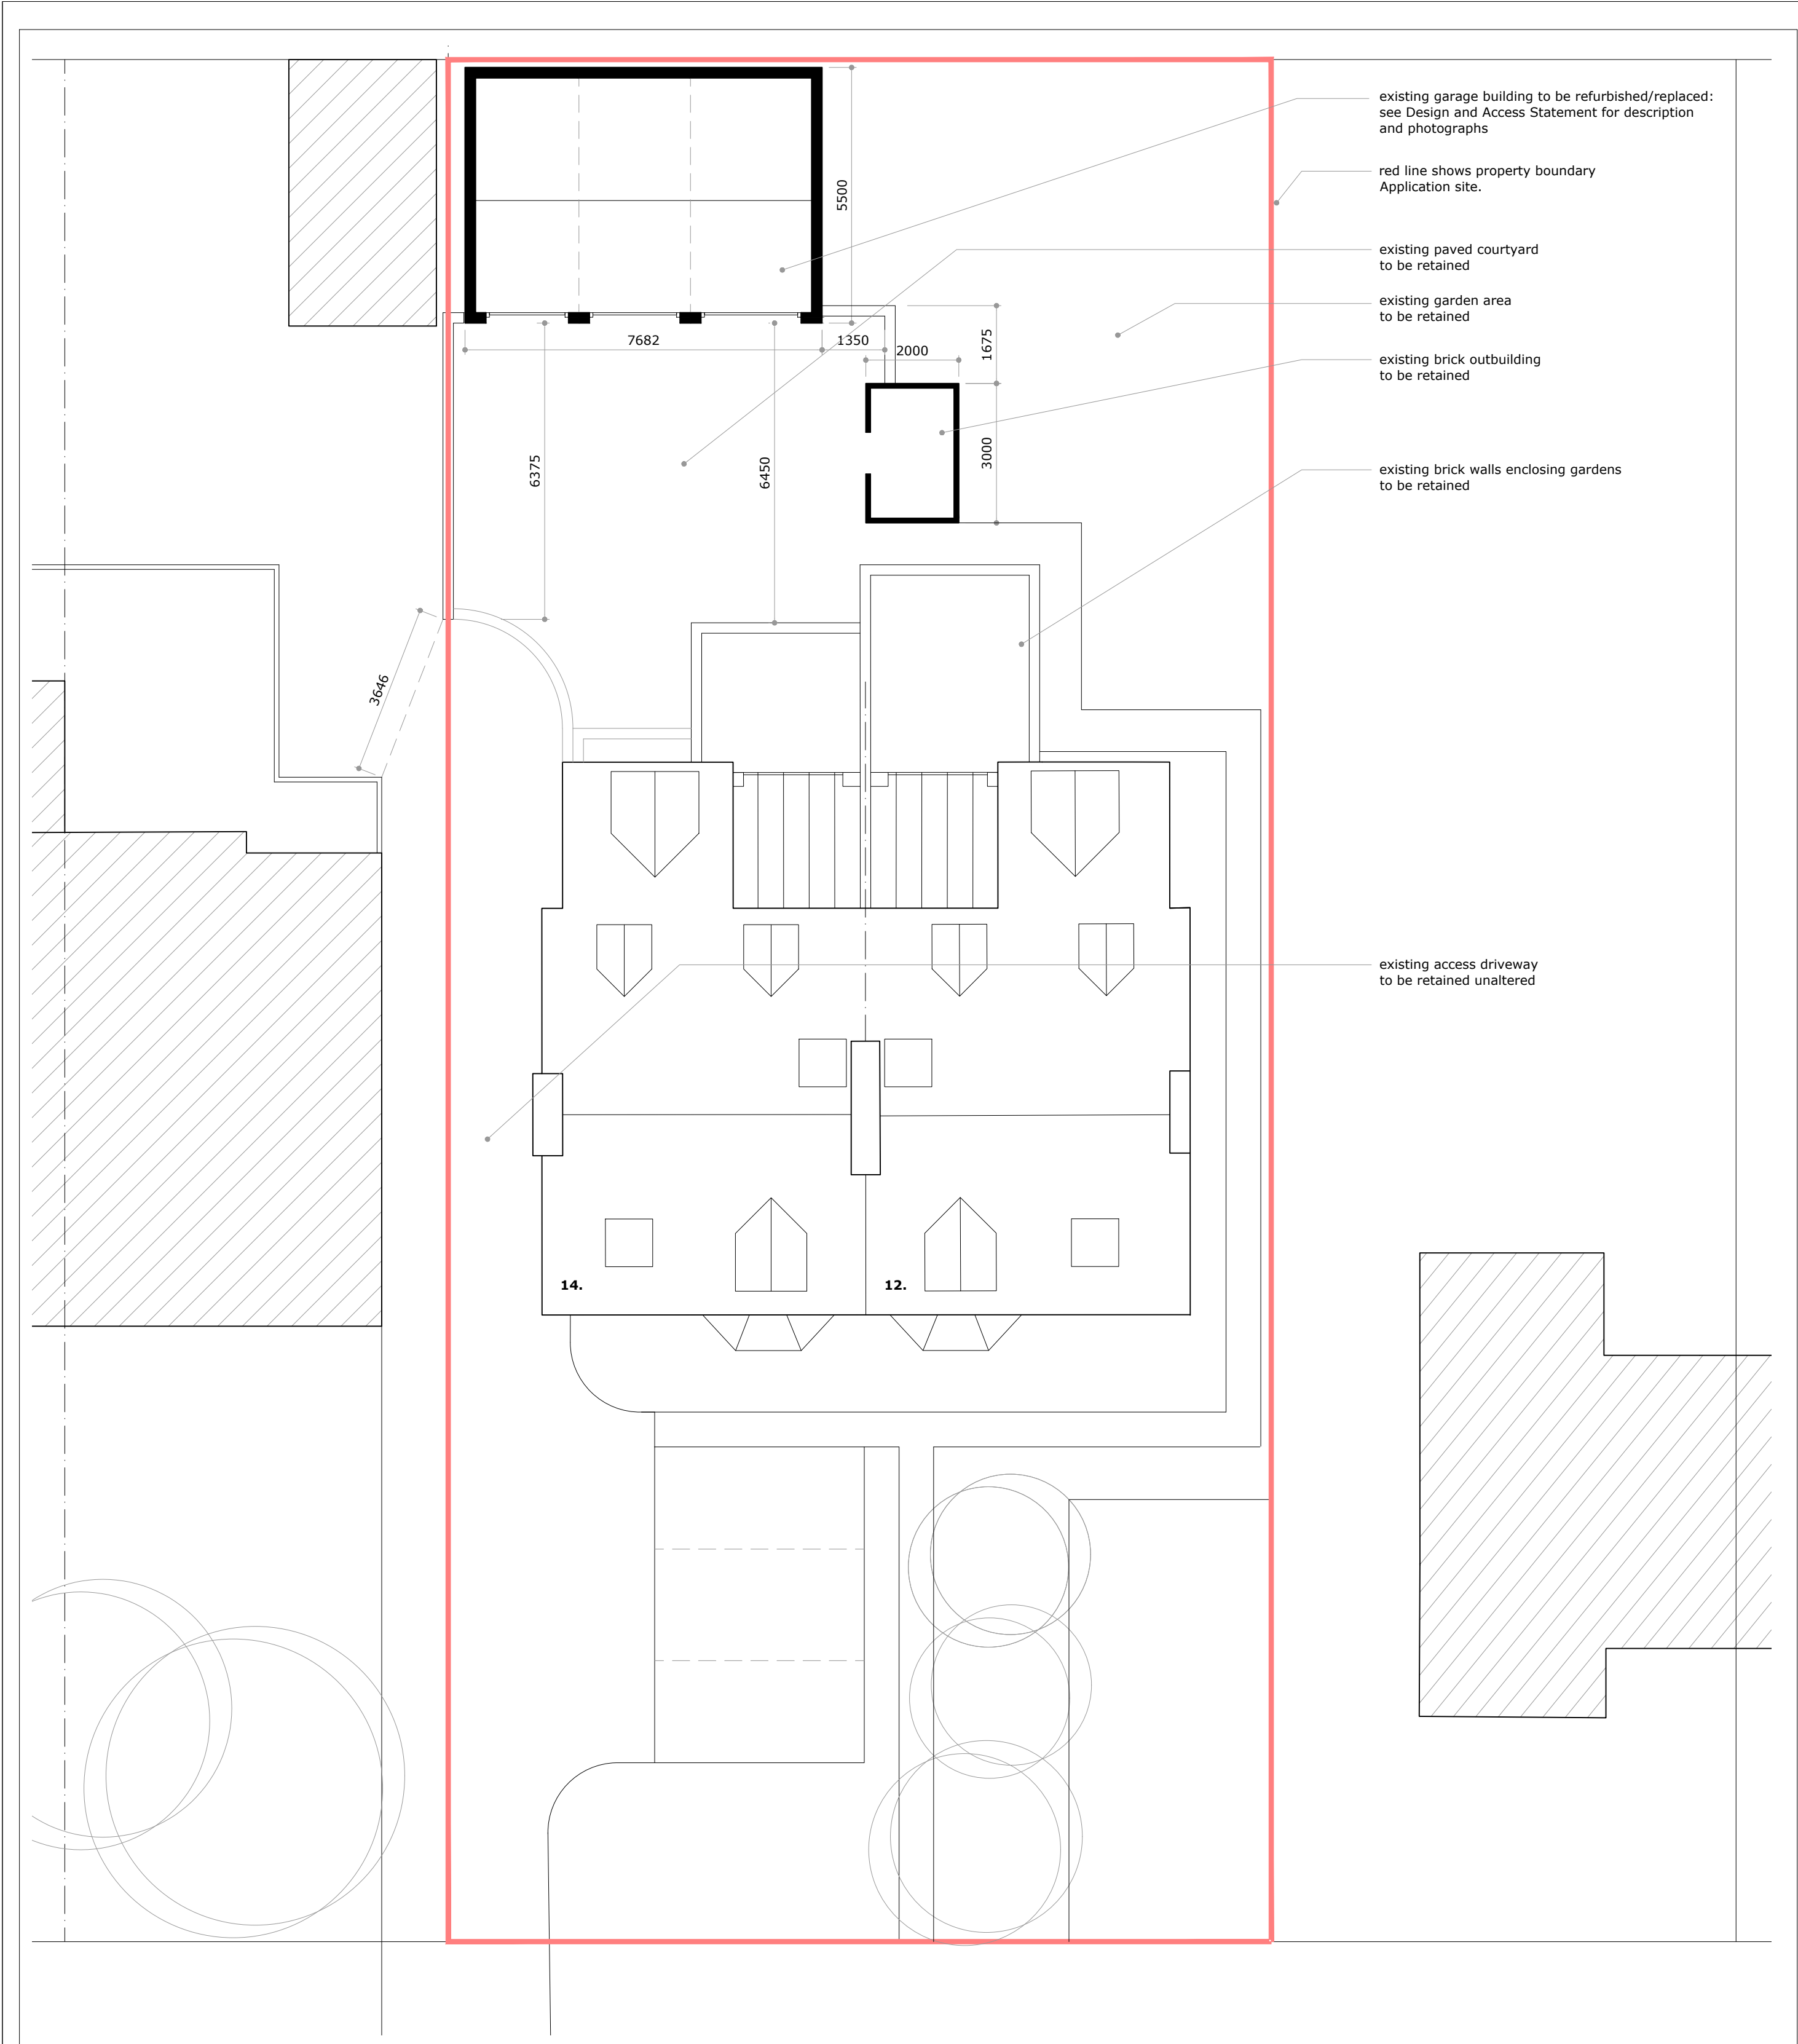 existing garage building to be refurbished/replaced:
see Design and Access Statement for description
and photographs
red line shows property boundary
Application site.
existing paved courtyard
to be retained
existing garden area
to be retained
existing brick outbuilding
to be retained
existing brick walls enclosing gardens
to be retained
existing access driveway
to be retained unaltered
5500
7682
1350
2000
1675
3000
6375
6450
3646
14.
12.